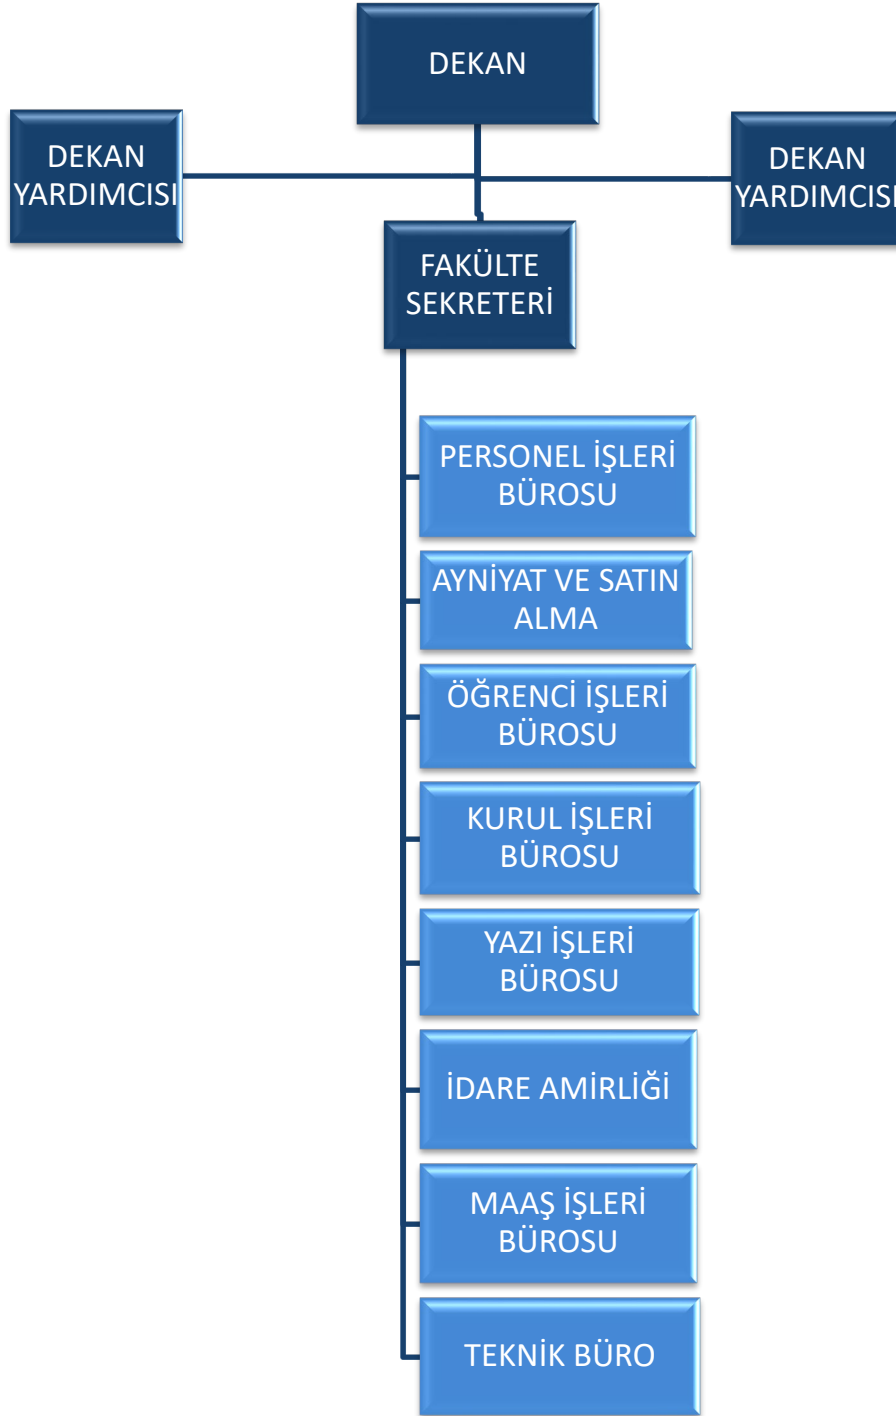 DEKAN
DEKAN
YARDIMCISI
DEKAN
YARDIMCISI
FAKÜLTE
SEKRETERİ
PERSONEL İŞLERİ
BÜROSU
AYNİYAT VE SATIN
ALMA
ÖĞRENCİ İŞLERİ
BÜROSU
KURUL İŞLERİ
BÜROSU
YAZI İŞLERİ
BÜROSU
İDARE AMİRLİĞİ
MAAŞ İŞLERİ
BÜROSU
TEKNİK BÜRO